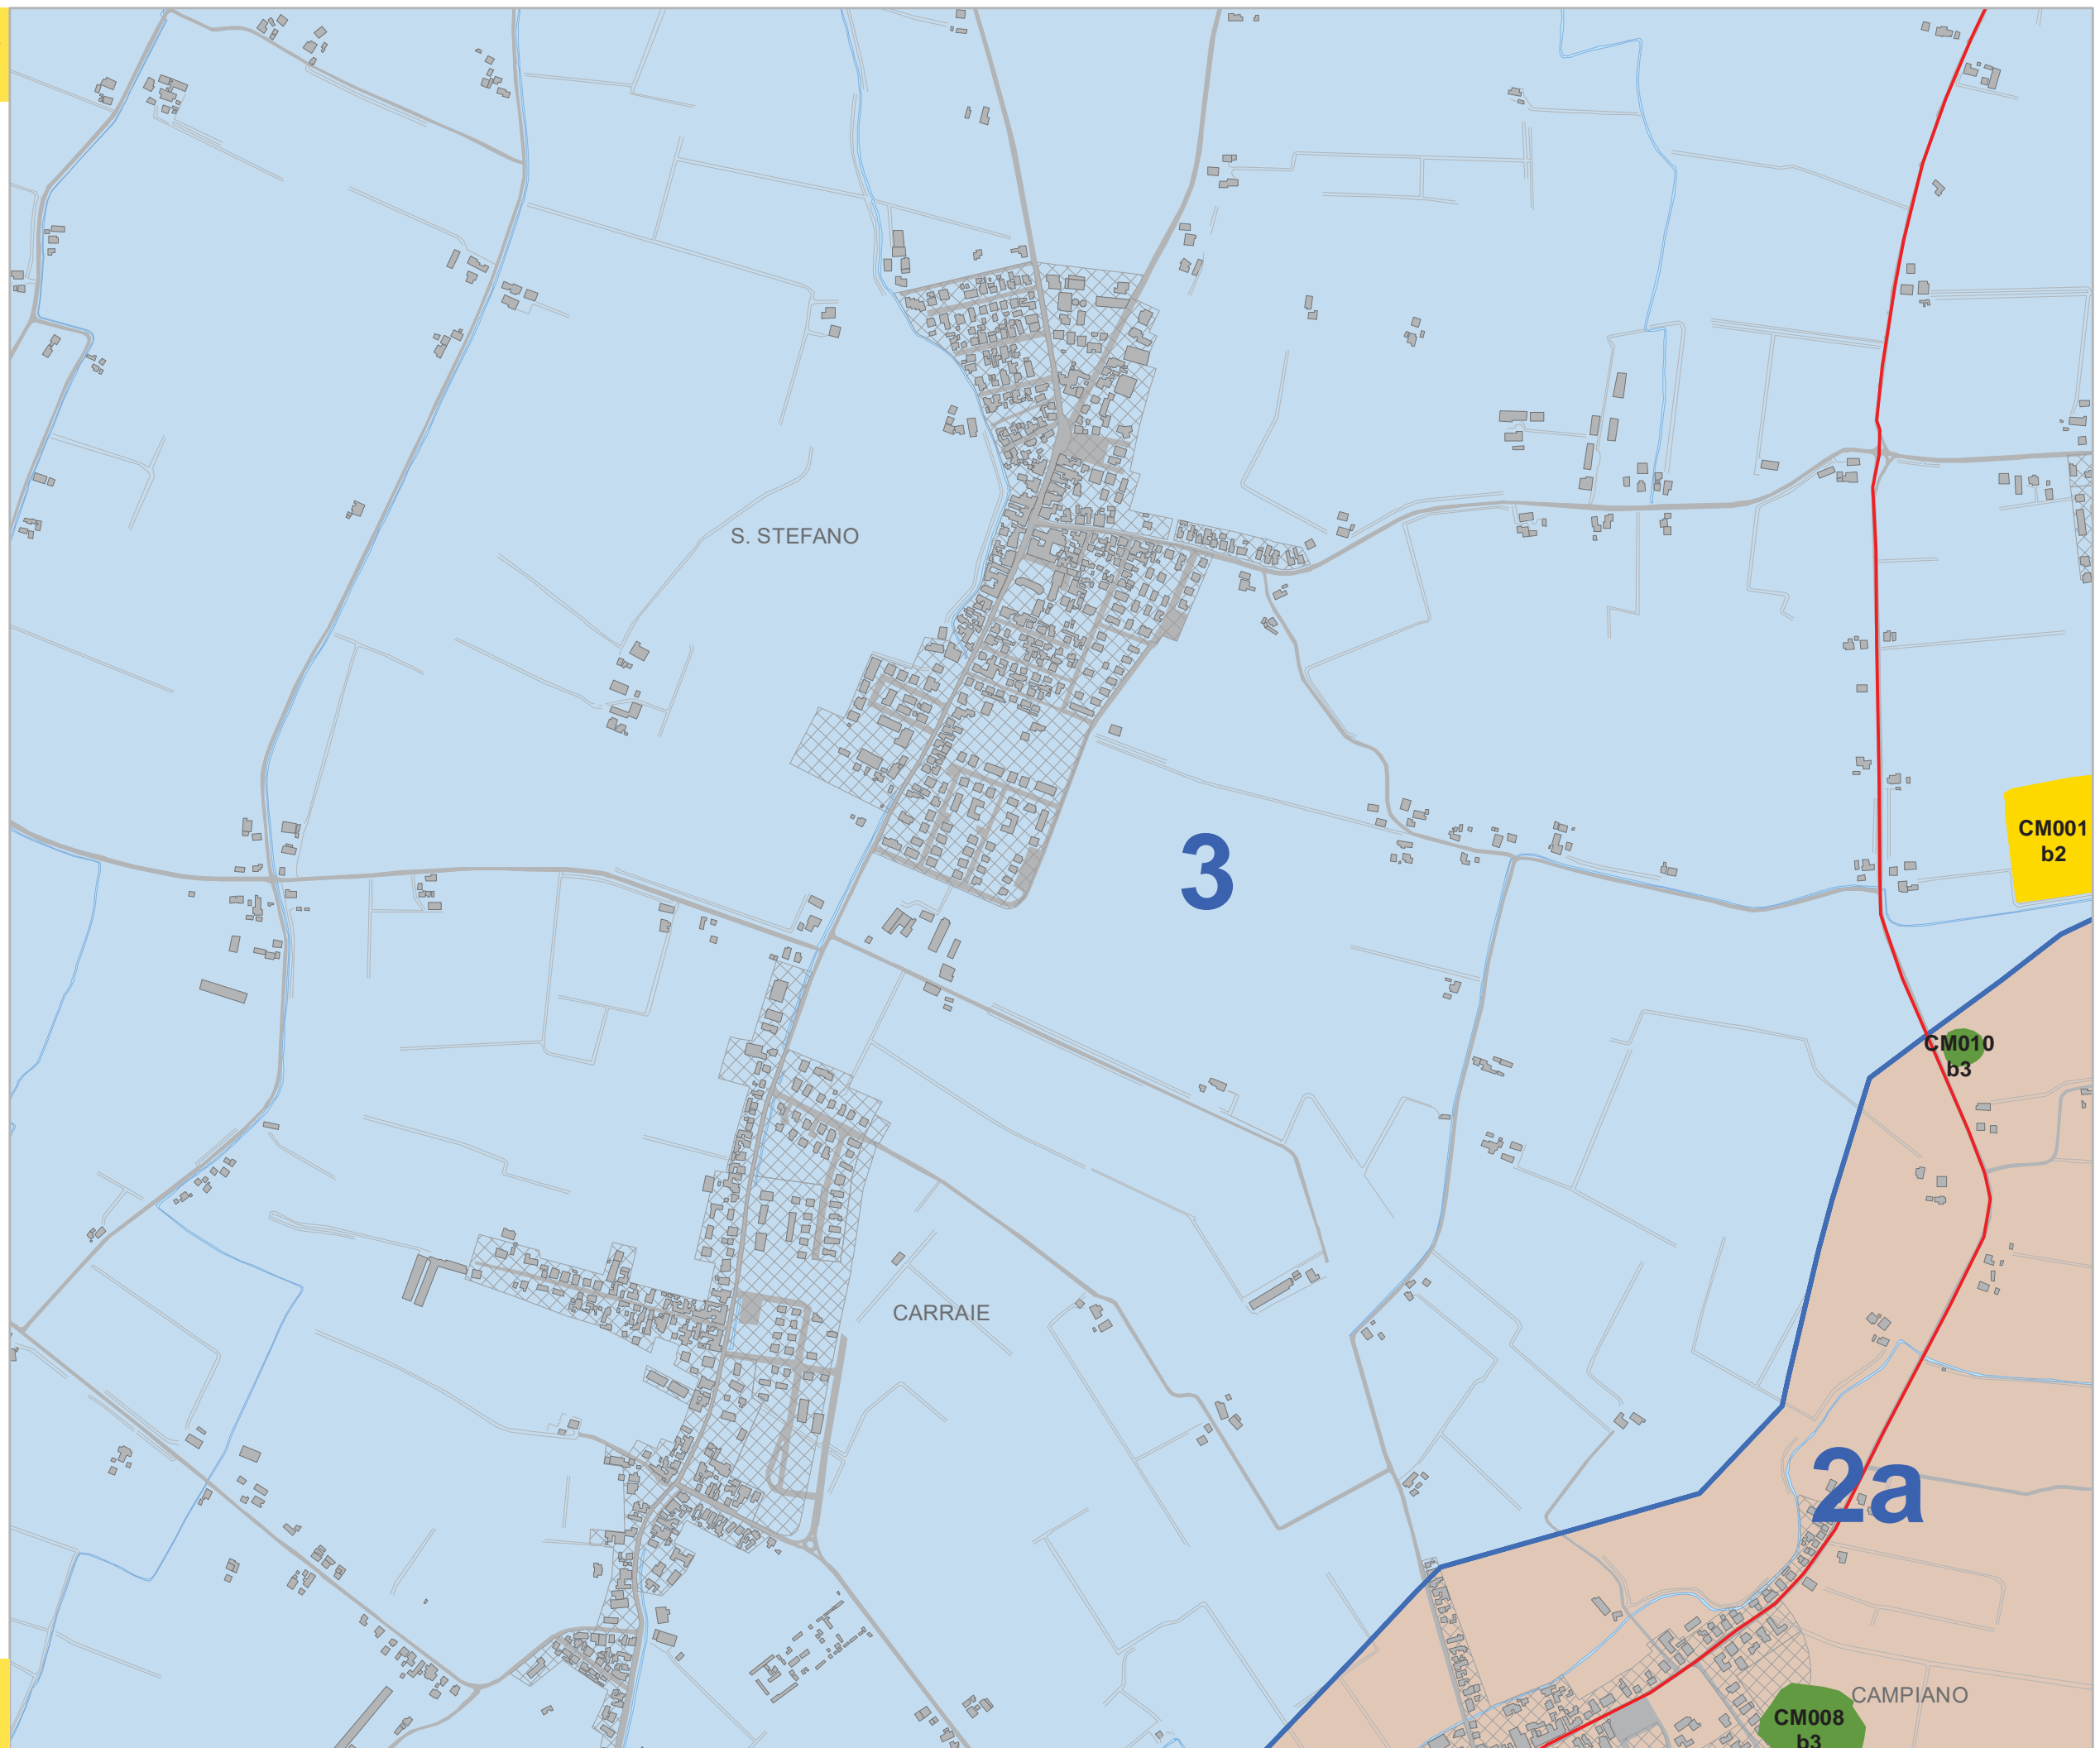 S. STEFANO
3
CM001
b2
CM010
b3
CARRAIE
2a
CAMPIANO
CM008
b3